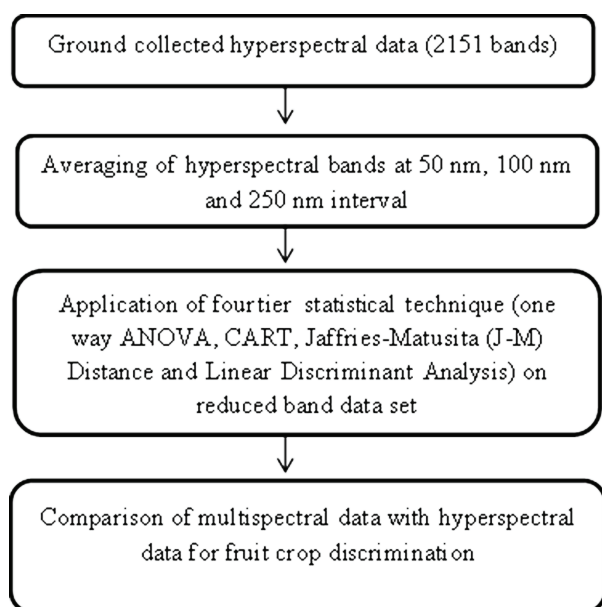 Ground collected hyperspectral data (2151 bands)
Averaging of hyperspectral bands at 50 nm, 100 nm
and 250 nm interval
Application of fourtier statistical technique (one
way ANOVA, CART, Jaffries-Matusita (J-M)
Distance and Linear Discriminant Analysis) on
reduced band data set
Comparison of multispectral data with hyperspectral
data for fruit crop discrimination